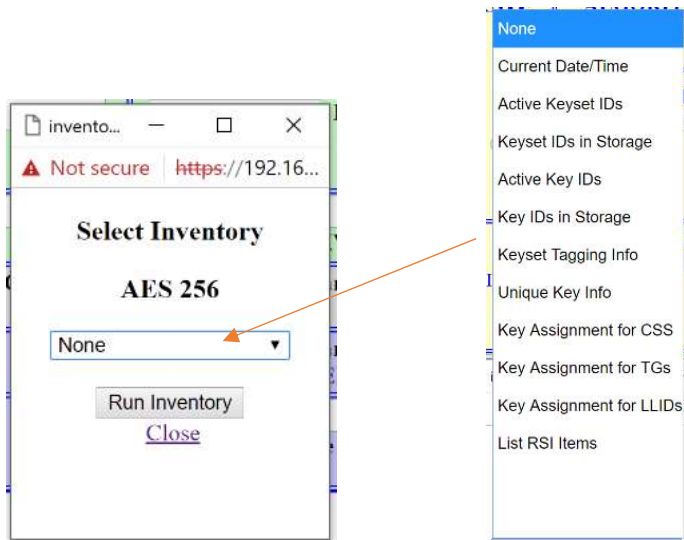 invento...
Not secure https://192.16...
Select Inventory
AES 256
None
Run Inventory
Close
None
Current Date/Time
Active Keyset IDs
Keyset IDs in Storage
Active Key IDs
Key IDs in Storage
Keyset Tagging Info
Unique Key Info
Key Assignment for CSS
Key Assignment for TGs
Key Assignment for LLIDs
List RSI Items